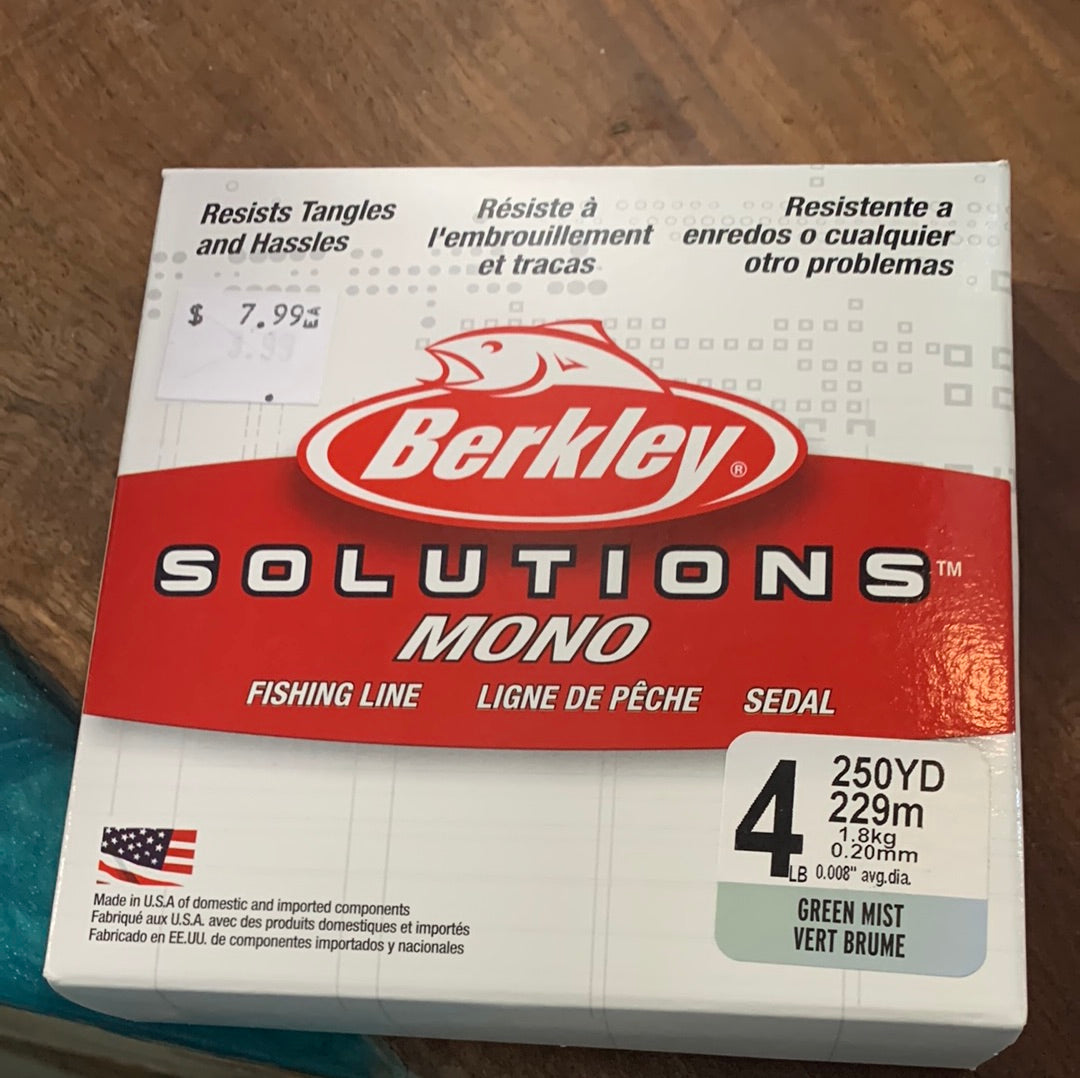 Resists Tangles
and Hassles
Résiste à
l'embrouillement
et tracas
Resistente a
enredos o cualquier
otro problemas
$ 7.99 EA
Berkley®
SOLUTIONS™
MONO
FISHING LINE LIGNE DE PÊCHE SEDAL
4 LB
250YD
229m
1.8kg
0.20mm
0.008" avg.dia.
GREEN MIST
VERT BRUME
Made in U.S.A of domestic and imported components
Fabriqué aux U.S.A. avec des produits domestiques et importés
Fabricado en EE.UU. de componentes importados y nacionales